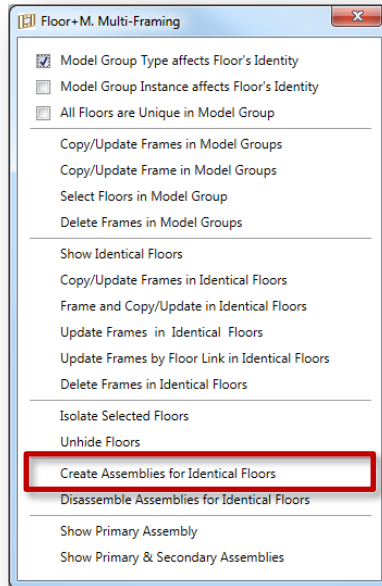 Floor+M. Multi-Framing
Model Group Type affects Floor's Identity
Model Group Instance affects Floor's Identity
All Floors are Unique in Model Group
Copy/Update Frames in Model Groups
Copy/Update Frame in Model Groups
Select Floors in Model Group
Delete Frames in Model Groups
Show Identical Floors
Copy/Update Frames in Identical Floors
Frame and Copy/Update in Identical Floors
Update Frames in Identical Floors
Update Frames by Floor Link in Identical Floors
Delete Frames in Identical Floors
Isolate Selected Floors
Unhide Floors
Create Assemblies for Identical Floors
Disassemble Assemblies for Identical Floors
Show Primary Assembly
Show Primary & Secondary Assemblies